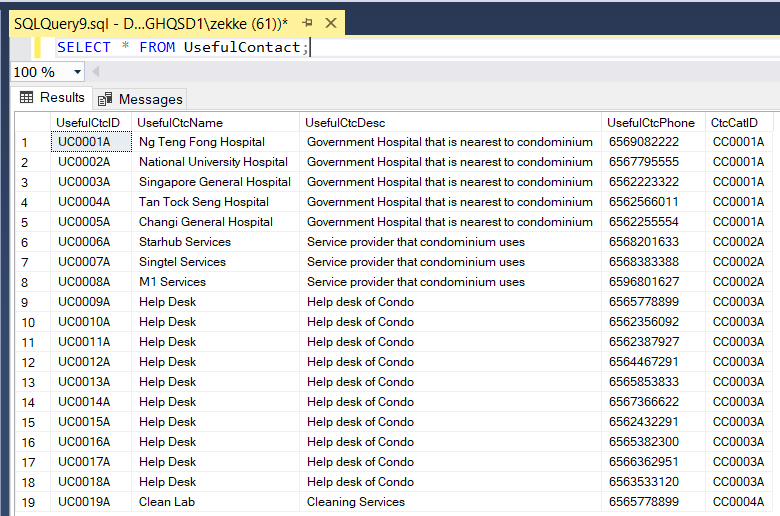 SQLQuery9.sql - D...GHQSD1\zekke (61))*
SELECT * FROM UsefulContact;
100 %
Results Messages
UsefulCtcID UsefulCtcName UsefulCtcDesc UsefulCtcPhone CtcCatID
1 UC0001A Ng Teng Fong Hospital Government Hospital that is nearest to condominium 6569082222 CC0001A
2 UC0002A National University Hospital Government Hospital that is nearest to condominium 6567795555 CC0001A
3 UC0003A Singapore General Hospital Government Hospital that is nearest to condominium 6562223322 CC0001A
4 UC0004A Tan Tock Seng Hospital Government Hospital that is nearest to condominium 6562566011 CC0001A
5 UC0005A Changi General Hospital Government Hospital that is nearest to condominium 6562255554 CC0001A
6 UC0006A Starhub Services Service provider that condominium uses 6568201633 CC0002A
7 UC0007A Singtel Services Service provider that condominium uses 6568383388 CC0002A
8 UC0008A M1 Services Service provider that condominium uses 6596801627 CC0002A
9 UC0009A Help Desk Help desk of Condo 6565778899 CC0003A
10 UC0010A Help Desk Help desk of Condo 6562356092 CC0003A
11 UC0011A Help Desk Help desk of Condo 6562387927 CC0003A
12 UC0012A Help Desk Help desk of Condo 6564467291 CC0003A
13 UC0013A Help Desk Help desk of Condo 6565853833 CC0003A
14 UC0014A Help Desk Help desk of Condo 6567366622 CC0003A
15 UC0015A Help Desk Help desk of Condo 6562432291 CC0003A
16 UC0016A Help Desk Help desk of Condo 6565382300 CC0003A
17 UC0017A Help Desk Help desk of Condo 6566362951 CC0003A
18 UC0018A Help Desk Help desk of Condo 6563533120 CC0003A
19 UC0019A Clean Lab Cleaning Services 6565778899 CC0004A